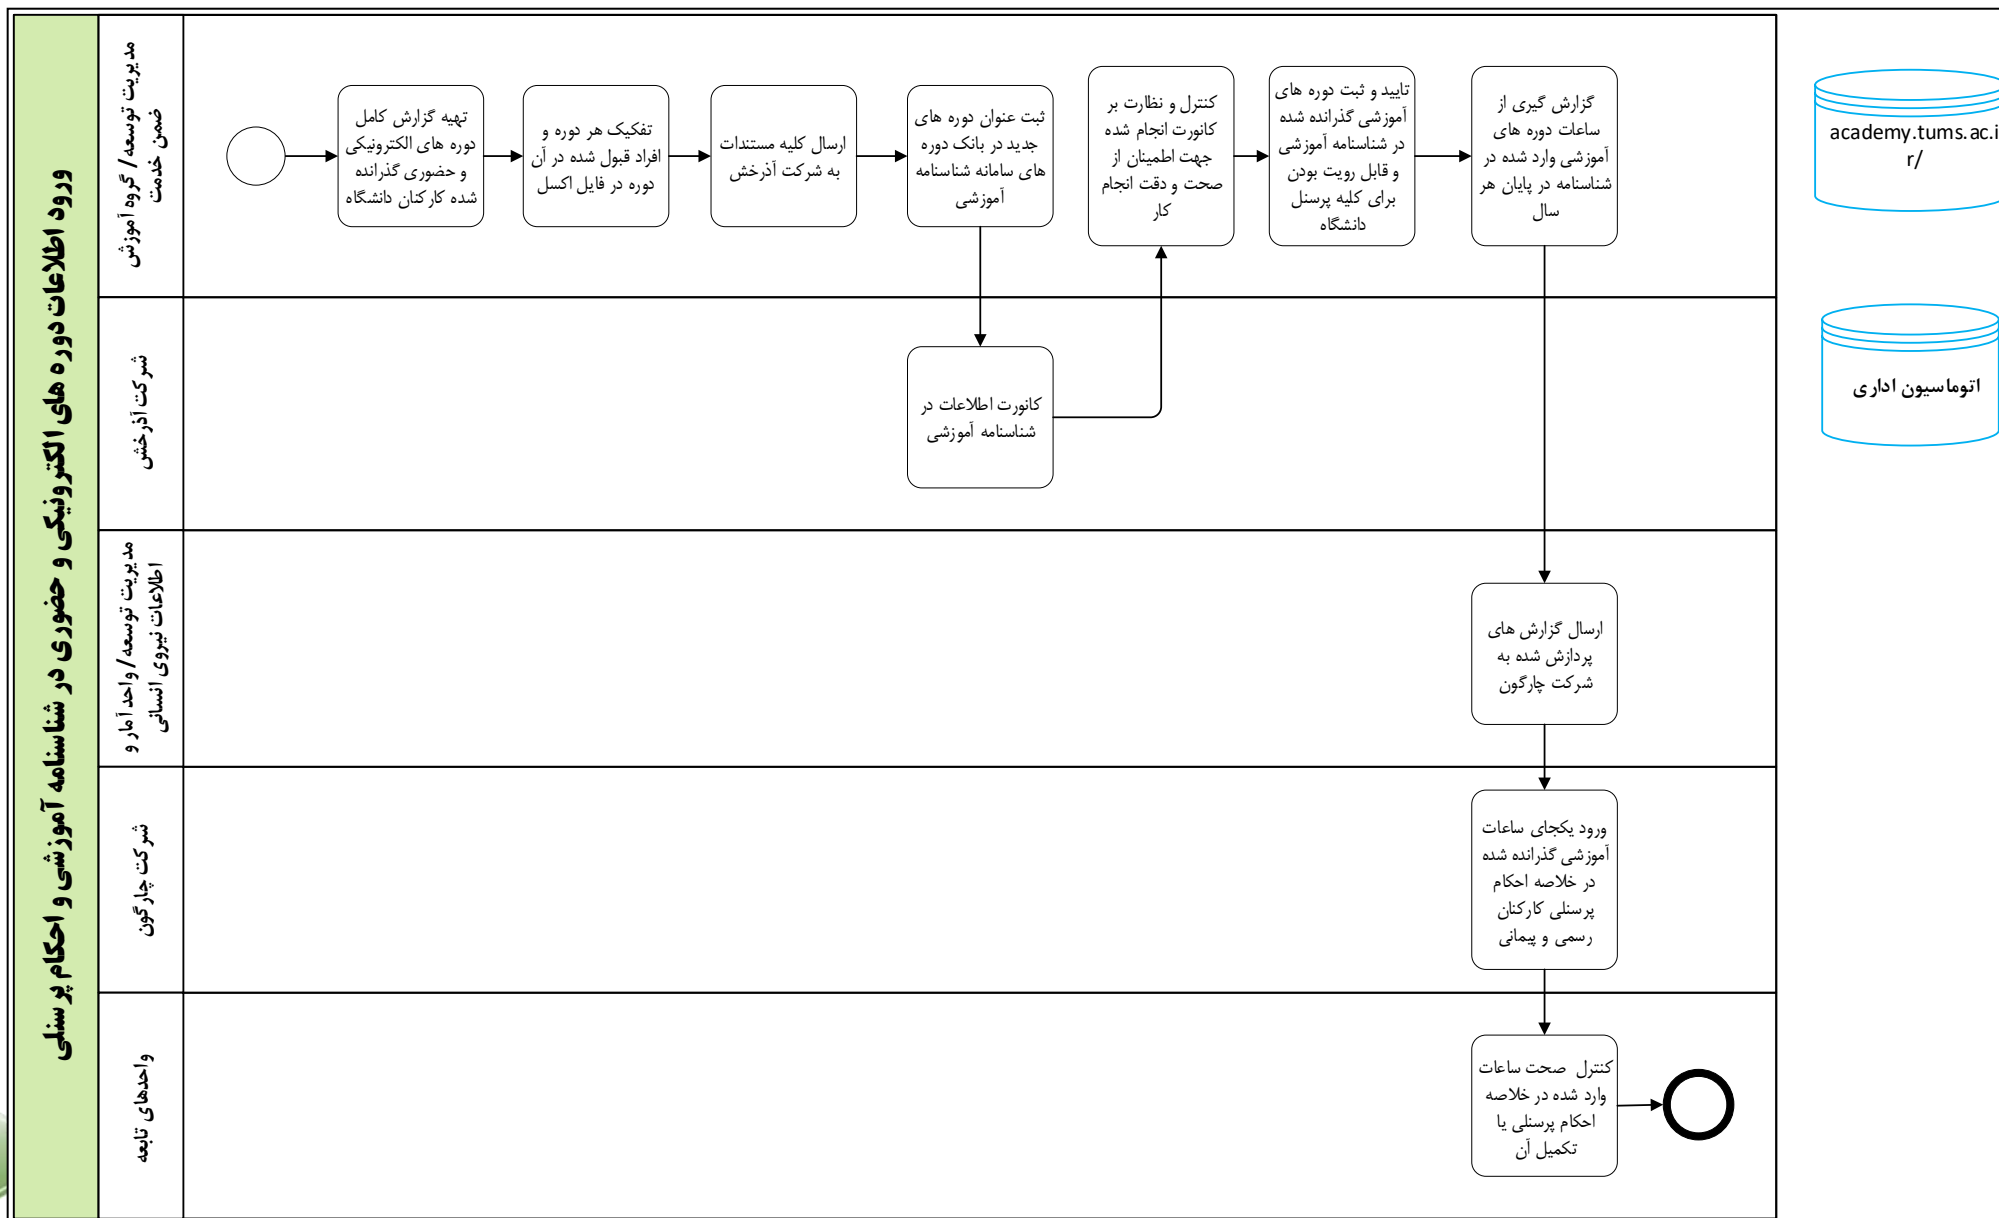 ورود اطلاعات دوره های الکترونیکی و حضوری در شناسنامه آموزشی و احکام پرسنلی
مدیریت توسعه/ گروه آموزش
ضمن خدمت
تهیه گزارش کامل
دوره های الکترونیکی
و حضوری گذرانده
شده کارکنان دانشگاه
تفکیک هر دوره و
افراد قبول شده در آن
دوره در فایل اکسل
ارسال کلیه مستندات
به شرکت آذرخش
ثبت عنوان دوره های
جدید در بانک دوره
های سامانه شناسنامه
آموزشی
کنترل و نظارت بر
کانورت انجام شده
جهت اطمینان از
صحت و دقت انجام
کار
تایید و ثبت دوره های
آموزشی گذرانده شده
در شناسنامه آموزشی
و قابل رویت بودن
برای کلیه پرسنل
دانشگاه
گزارش گیری از
ساعات دوره های
آموزشی وارد شده در
شناسنامه در پایان هر
سال
academy.tums.ac.i
r/
شرکت آذرخش
کانورت اطلاعات در
شناسنامه آموزشی
اتوماسیون اداری
مدیریت توسعه/ واحد آمار و
اطلاعات نیروی انسانی
ارسال گزارش های
پردازش شده به
شرکت چارگون
شرکت چارگون
ورود یکجای ساعات
آموزشی گذرانده شده
در خلاصه احکام
پرسنلی کارکنان
رسمی و پیمانی
واحدهای تابعه
کنترل صحت ساعات
وارد شده در خلاصه
احکام پرسنلی یا
تکمیل آن